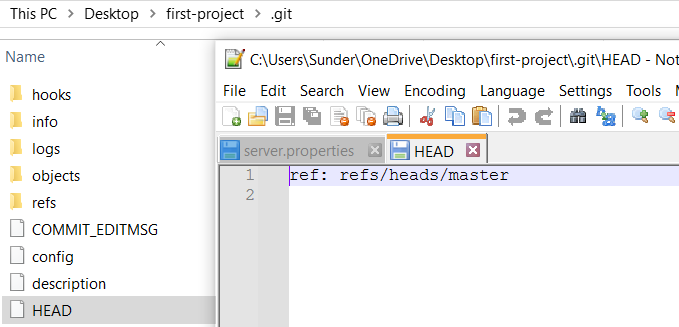 This PC > Desktop > first-project > .git
Name
hooks
info
logs
objects
refs
COMMIT_EDITMSG
config
description
HEAD
C:\Users\Sunder\OneDrive\Desktop\first-project\.git\HEAD - Not
File Edit Search View Encoding Language Settings Tools M
server.properties HEAD
1 ref: refs/heads/master
2